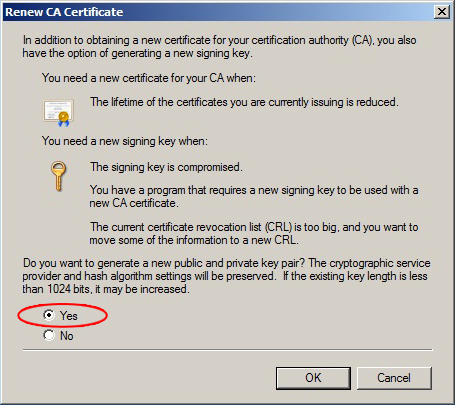 Renew CA Certificate
In addition to obtaining a new certificate for your certification authority (CA), you also
have the option of generating a new signing key.
You need a new certificate for your CA when:
The lifetime of the certificates you are currently issuing is reduced.
You need a new signing key when:
The signing key is compromised.
You have a program that requires a new signing key to be used with a
new CA certificate.
The current certificate revocation list (CRL) is too big, and you want to
move some of the information to a new CRL.
Do you want to generate a new public and private key pair? The cryptographic service
provider and hash algorithm settings will be preserved. If the existing key length is less
than 1024 bits, it may be increased.
Yes
No
OK Cancel